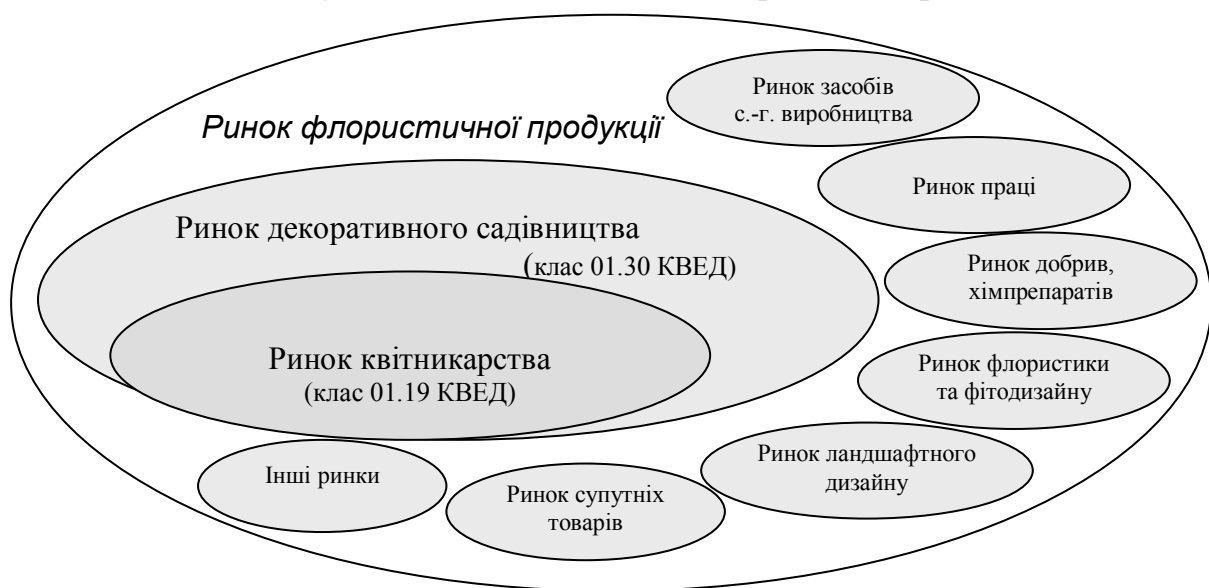 Ринок засобів
с.-г. виробництва
Ринок флористичної продукції
Ринок праці
Ринок декоративного садівництва
(клас 01.30 КВЕД)
Ринок добрив,
хімпрепаратів
Ринок квітникарства
(клас 01.19 КВЕД)
Ринок флористики
та фітодизайну
Ринок ландшафтного
дизайну
Інші ринки
Ринок супутніх
товарів